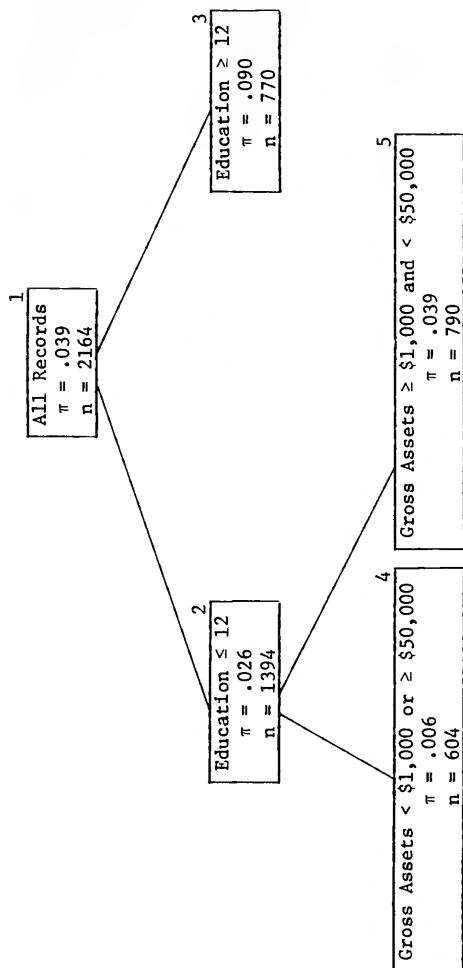 1
All Records
π = .039
n = 2164
2
Education ≤ 12
π = .026
n = 1394
3
Education ≥ 12
π = .090
n = 770
4
Gross Assets < $1,000 or ≥ $50,000
π = .006
n = 604
5
Gross Assets ≥ $1,000 and < $50,000
π = .039
n = 790